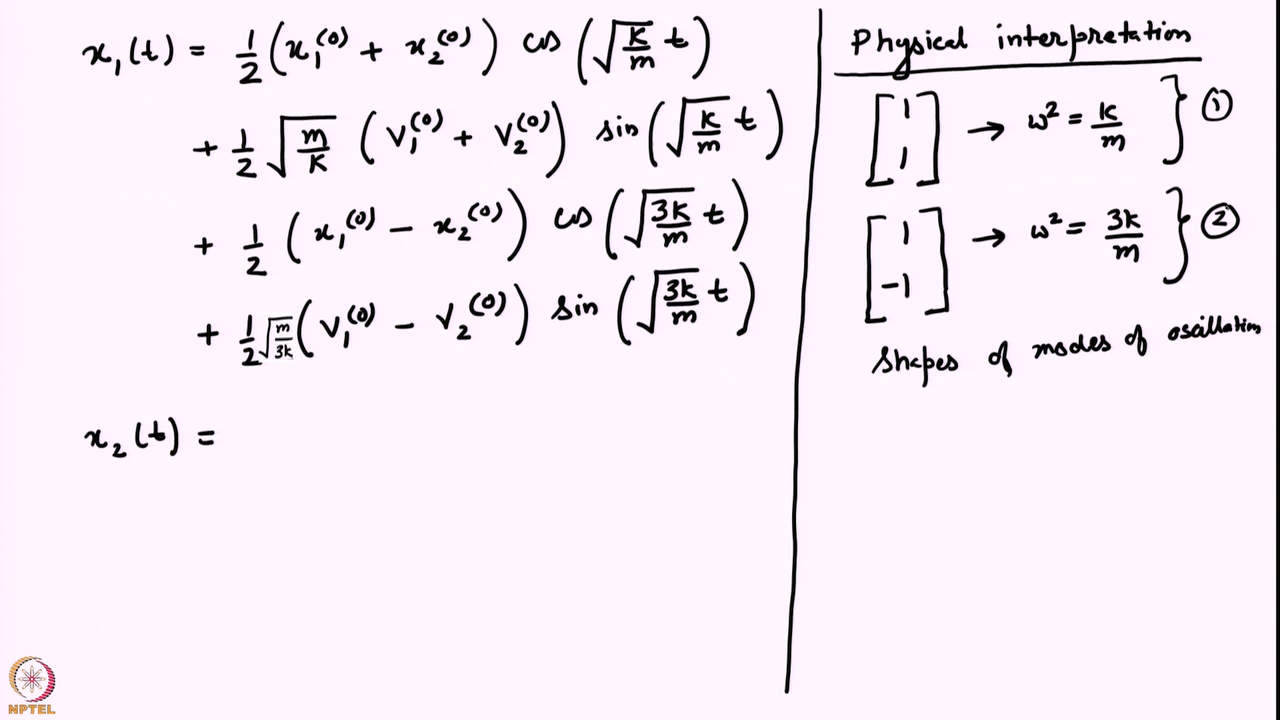 x₁(t) = 1/2 (x₁⁽⁰⁾ + x₂⁽⁰⁾) cos (√(k/m) t)
+ 1/2 √(m/k) (v₁⁽⁰⁾ + v₂⁽⁰⁾) sin (√(k/m) t)
+ 1/2 (x₁⁽⁰⁾ − x₂⁽⁰⁾) cos (√(3k/m) t)
+ 1/2 √(m/3k) (v₁⁽⁰⁾ − v₂⁽⁰⁾) sin (√(3k/m) t)
x₂(t) =
Physical interpretation
[1 1] → ω² = k/m } ①
[1 -1] → ω² = 3k/m } ②
Shapes of modes of oscillation
NPTEL